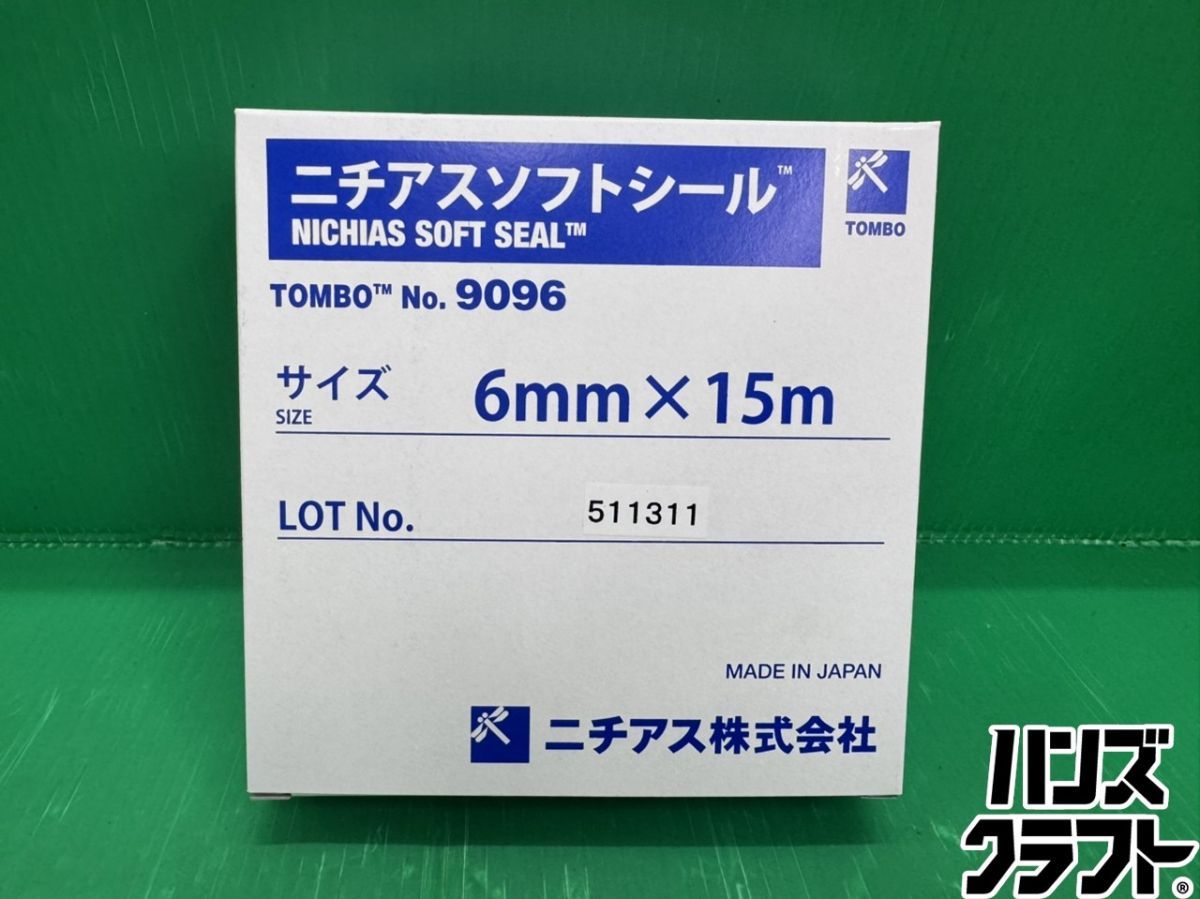 ニチアスソフトシール™
NICHIAS SOFT SEAL™
TOMBO
TOMBO™ No. 9096
サイズ 6mm×15m
SIZE
LOT No. 511311
MADE IN JAPAN
ニチアス株式会社
ハンズ
クラフト®